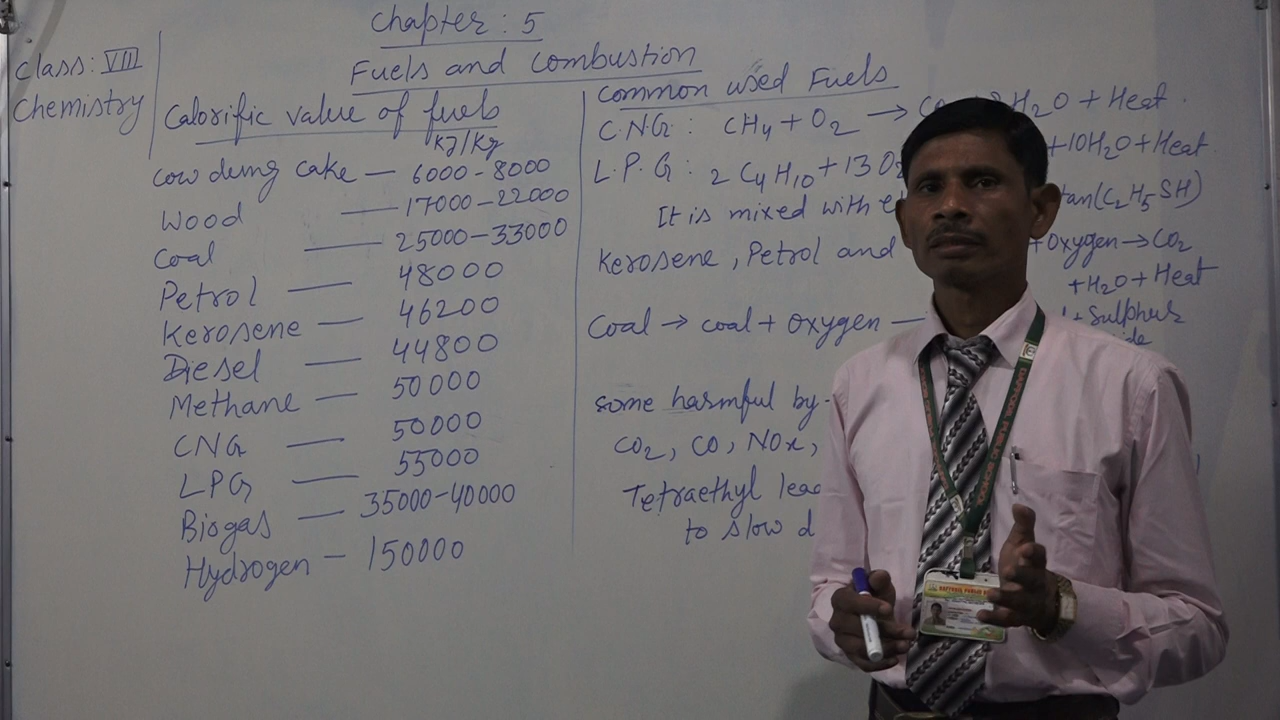 Chapter : 5
Class: VIII
Chemistry
Fuels and Combustion
Calorific value of fuels
KJ/Kg
Cow dung cake — 6000-8000
Wood — 17000-22000
Coal — 25000-33000
Petrol — 48000
Kerosene — 46200
Diesel — 44800
Methane — 50000
CNG — 50000
LPG — 55000
Biogas — 35000-40000
Hydrogen — 150000
Common used Fuels
C.N.G : CH4 + O2 → H2O + Heat
L.P.G : 2 C4H10 + 13 O2 +10H2O + Heat
It is mixed with (C2H5SH)
Kerosene, Petrol and + Oxygen → CO2
+ H2O + Heat
Coal → coal + Oxygen — + Sulphur
some harmful by-
CO2, CO, NOx,
Tetraethyl
to slow